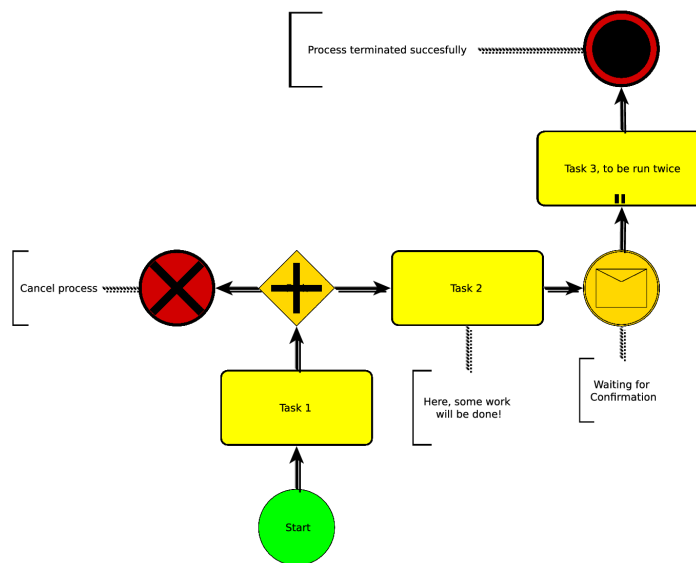 Process terminated succesfully
Task 3, to be run twice
Cancel process
Task 2
Waiting for
Confirmation
Task 1
Here, some work
will be done!
Start